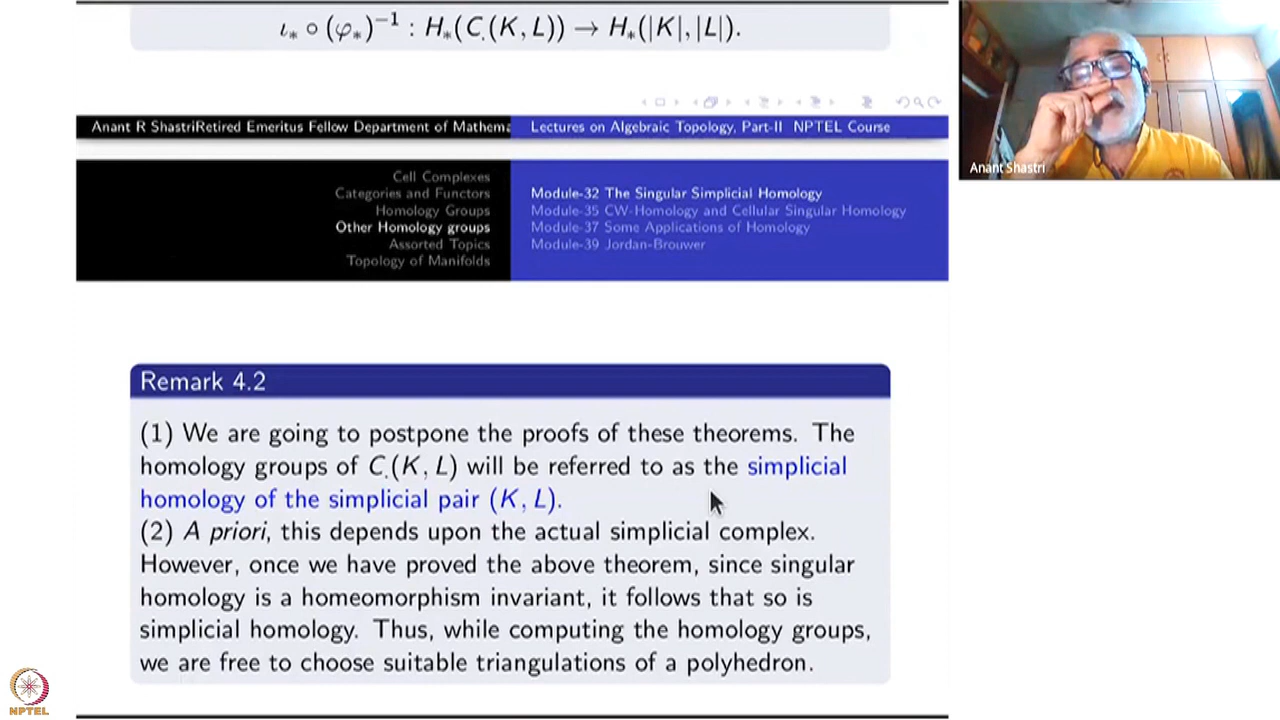 ι∗ ∘ (φ∗)⁻¹ : H∗(C.(K, L)) → H∗(|K|, |L|).
Anant R ShastriRetired Emeritus Fellow Department of Mathema
Lectures on Algebraic Topology, Part-II NPTEL Course
Cell Complexes
Categories and Functors
Homology Groups
Other Homology groups
Assorted Topics
Topology of Manifolds
Module-32 The Singular Simplicial Homology
Module-35 CW-Homology and Cellular Singular Homology
Module-37 Some Applications of Homology
Module-39 Jordan-Brouwer
Remark 4.2
(1) We are going to postpone the proofs of these theorems. The
homology groups of C.(K, L) will be referred to as the simplicial
homology of the simplicial pair (K, L).
(2) A priori, this depends upon the actual simplicial complex.
However, once we have proved the above theorem, since singular
homology is a homeomorphism invariant, it follows that so is
simplicial homology. Thus, while computing the homology groups,
we are free to choose suitable triangulations of a polyhedron.
Anant Shastri
NPTEL